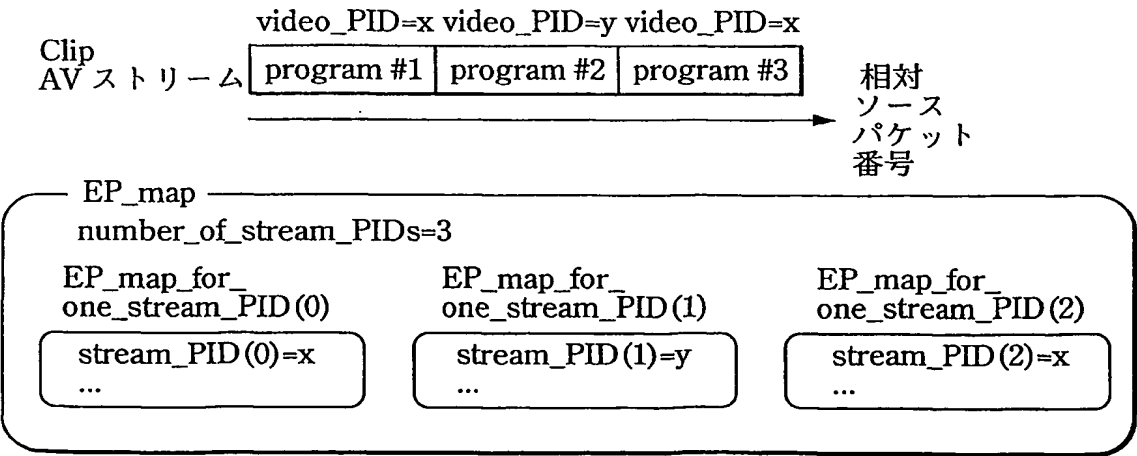 video_PID=x video_PID=y video_PID=x
Clip
AVストリーム
program #1 program #2 program #3
相対
ソース
パケット
番号
EP_map
number_of_stream_PIDs=3
EP_map_for_
one_stream_PID(0)
stream_PID(0)=x
...
EP_map_for_
one_stream_PID(1)
stream_PID(1)=y
...
EP_map_for_
one_stream_PID(2)
stream_PID(2)=x
...